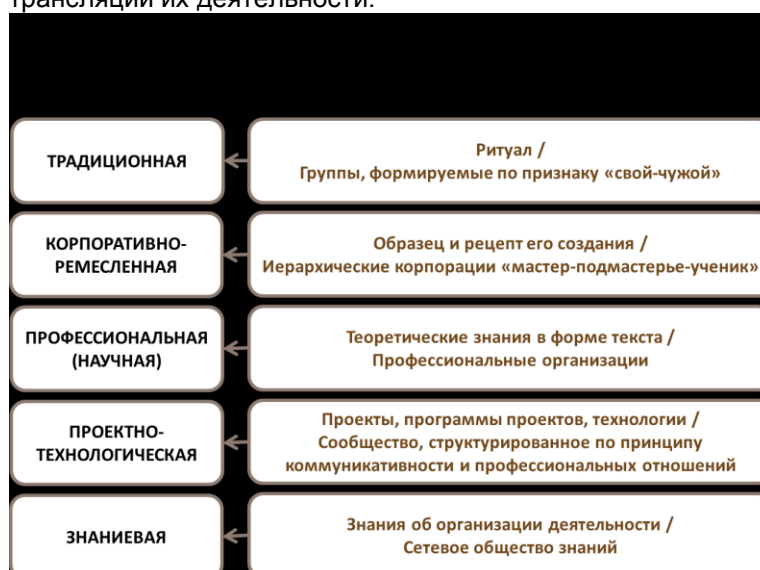 трансляции их деятельности.
ТРАДИЦИОННАЯ
Ритуал /
Группы, формируемые по признаку «свой-чужой»
КОРПОРАТИВНО-
РЕМЕСЛЕННАЯ
Образец и рецепт его создания /
Иерархические корпорации «мастер-подмастерье-ученик»
ПРОФЕССИОНАЛЬНАЯ
(НАУЧНАЯ)
Теоретические знания в форме текста /
Профессиональные организации
ПРОЕКТНО-
ТЕХНОЛОГИЧЕСКАЯ
Проекты, программы проектов, технологии /
Сообщество, структурированное по принципу
коммуникативности и профессиональных отношений
ЗНАНИЕВАЯ
Знания об организации деятельности /
Сетевое общество знаний